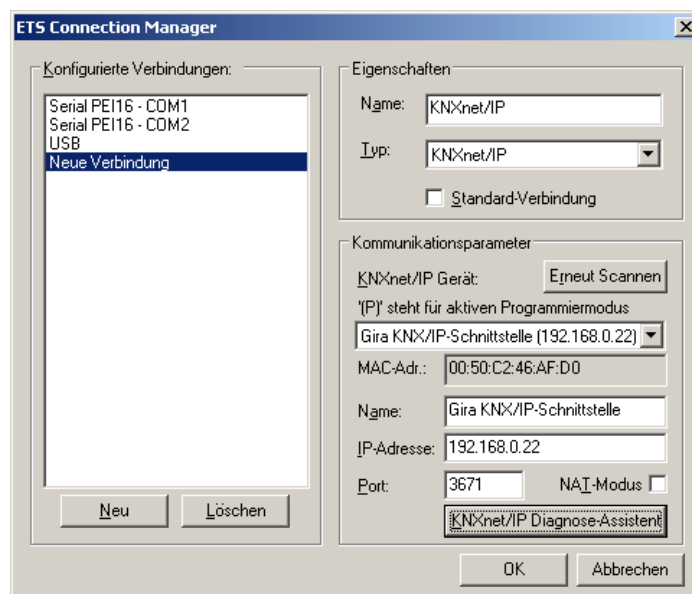 ETS Connection Manager
Konfigurierte Verbindungen:
Serial PEI16 - COM1
Serial PEI16 - COM2
USB
Neue Verbindung
Neu
Löschen
Eigenschaften
Name: KNXnet/IP
Typ: KNXnet/IP
Standard-Verbindung
Kommunikationsparameter
KNXnet/IP Gerät: Erneut Scannen
'(P)' steht für aktiven Programmiermodus
Gira KNX/IP-Schnittstelle (192.168.0.22)
MAC-Adr.: 00:50:C2:46:AF:D0
Name: Gira KNX/IP-Schnittstelle
IP-Adresse: 192.168.0.22
Port: 3671 NAT-Modus
KNXnet/IP Diagnose-Assistent
OK
Abbrechen